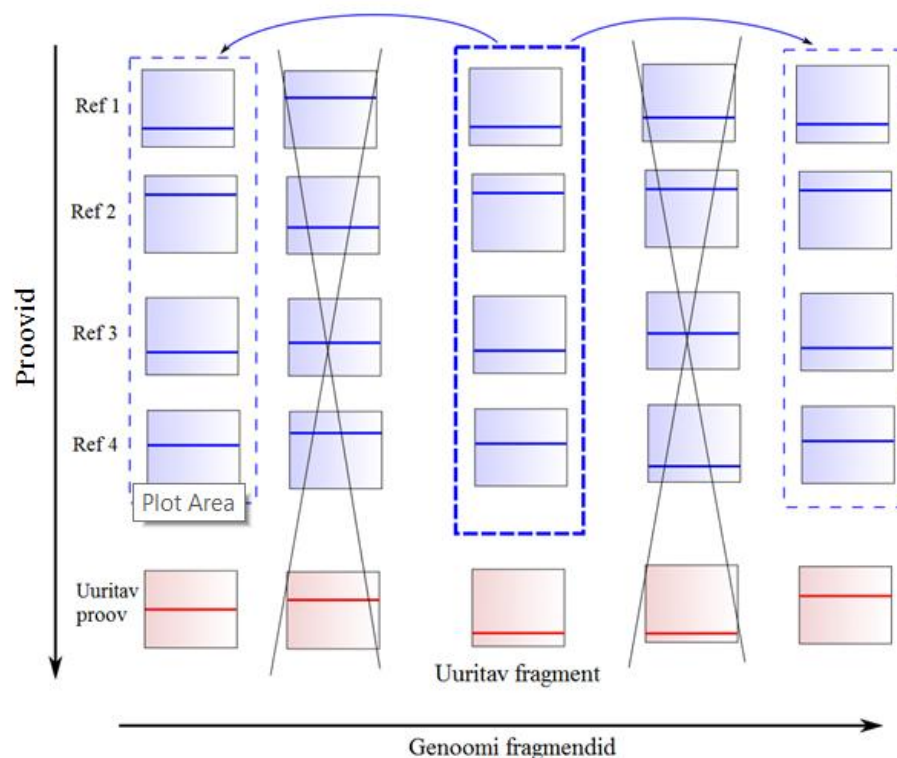 Ref 1
Ref 2
Ref 3
Ref 4
Plot Area
Uuritav
proov
Uuritav fragment
Proovid
Genoomi fragmendid